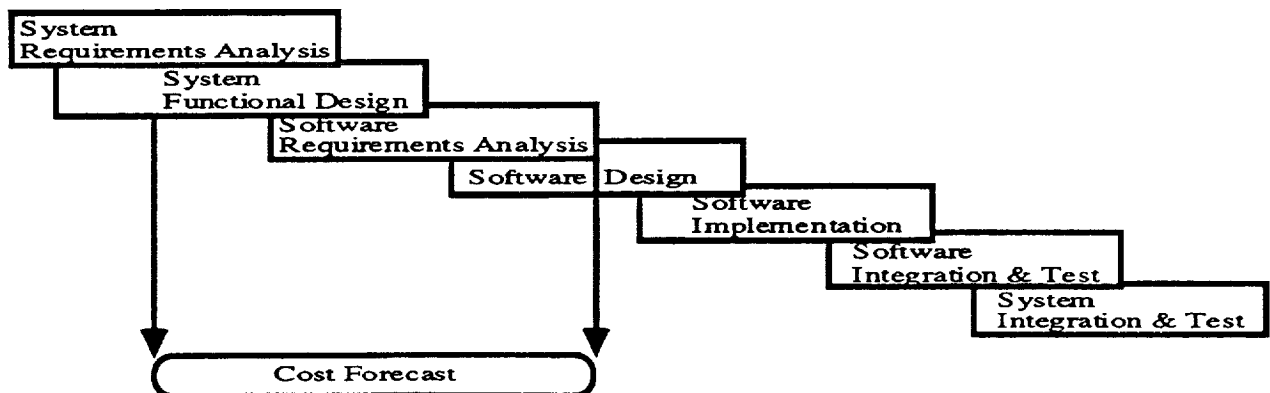 System
Requirements Analysis
System
Functional Design
Software
Requirements Analysis
Software Design
Software
Implementation
Software
Integration & Test
System
Integration & Test
Cost Forecast